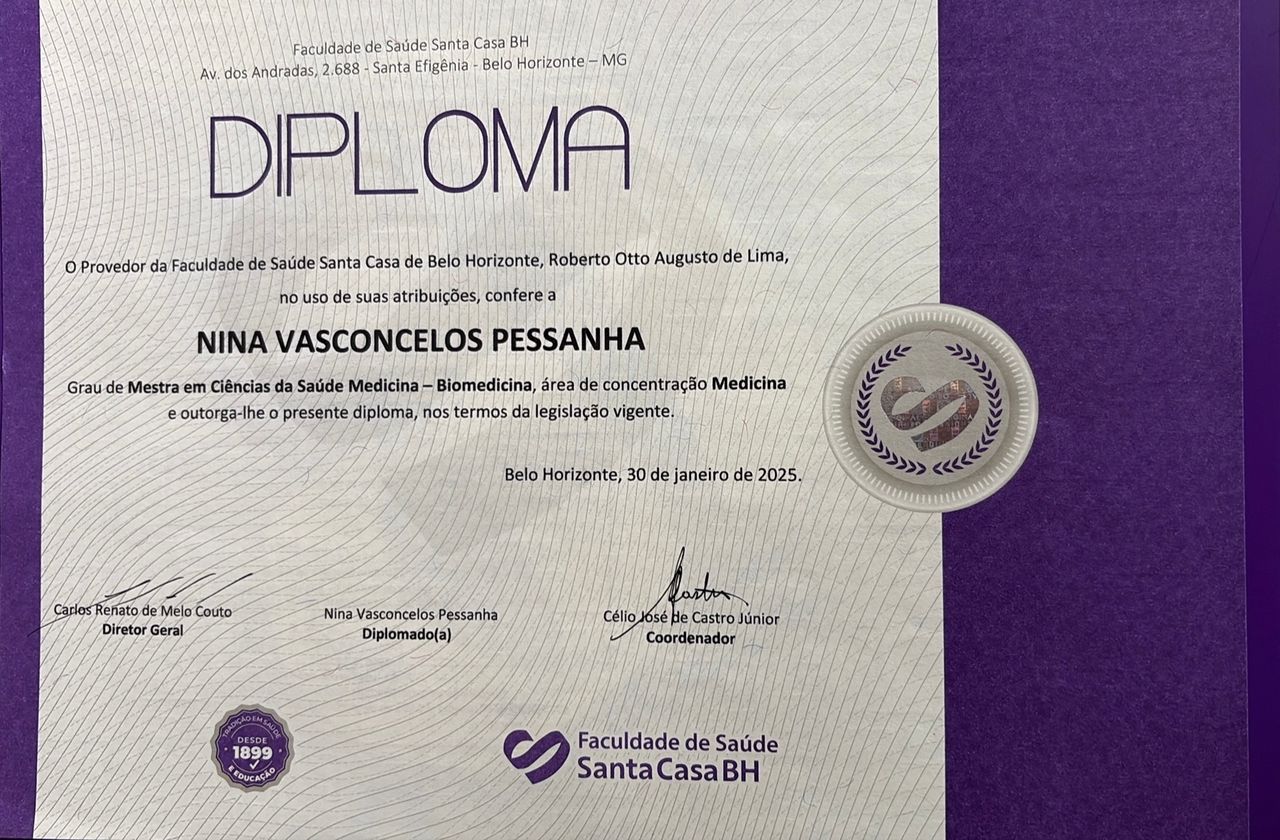 Faculdade de Saúde Santa Casa BH
Av. dos Andradas, 2.688 - Santa Efigênia - Belo Horizonte – MG
DIPLOMA
O Provedor da Faculdade de Saúde Santa Casa de Belo Horizonte, Roberto Otto Augusto de Lima,
no uso de suas atribuições, confere a
NINA VASCONCELOS PESSANHA
Grau de Mestra em Ciências da Saúde Medicina – Biomedicina, área de concentração Medicina
e outorga-lhe o presente diploma, nos termos da legislação vigente.
Belo Horizonte, 30 de janeiro de 2025.
Carlos Renato de Melo Couto
Diretor Geral
Nina Vasconcelos Pessanha
Diplomado(a)
Célio José de Castro Júnior
Coordenador
TRADIÇÃO EM SAÚDE
DESDE
1899
E EDUCAÇÃO
Faculdade de Saúde
Santa Casa BH